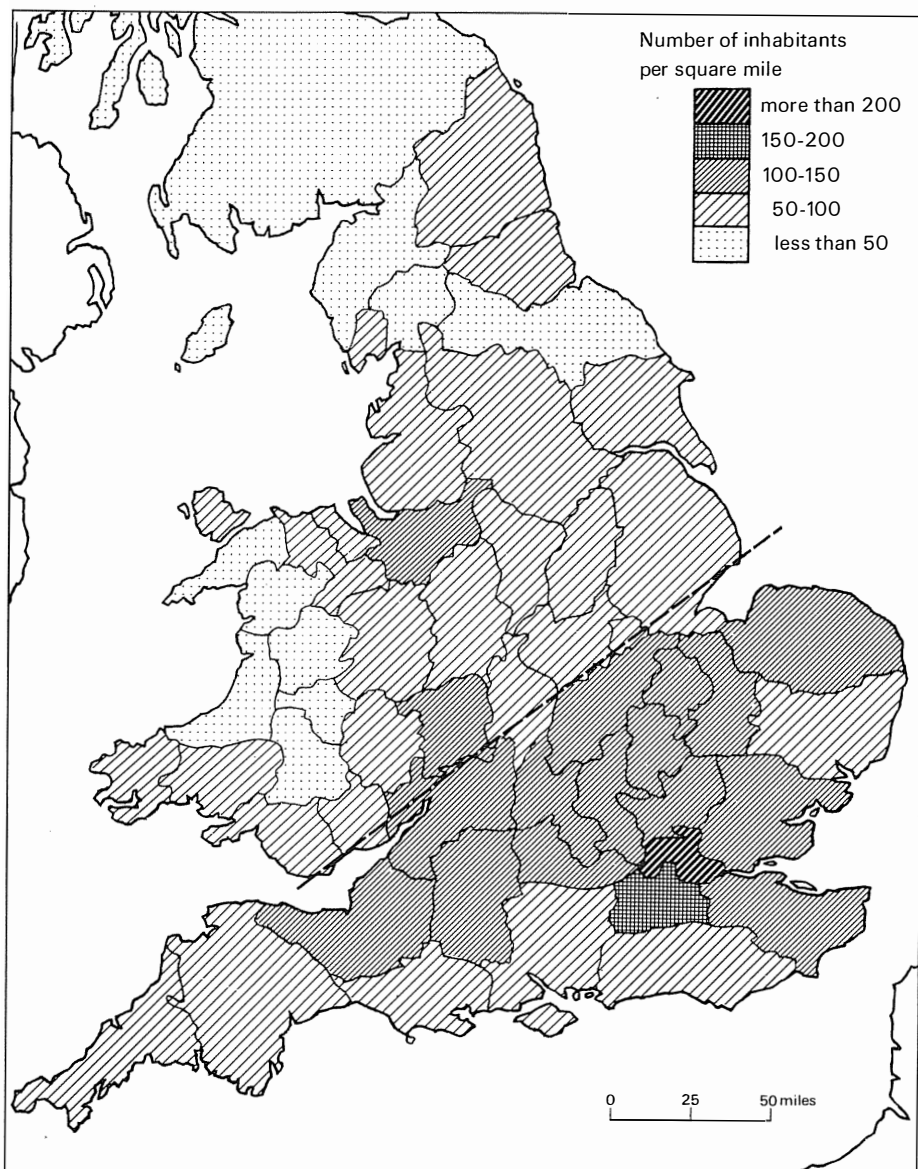 Number of inhabitants
per square mile
more than 200
150-200
100-150
50-100
less than 50
0 25 50 miles